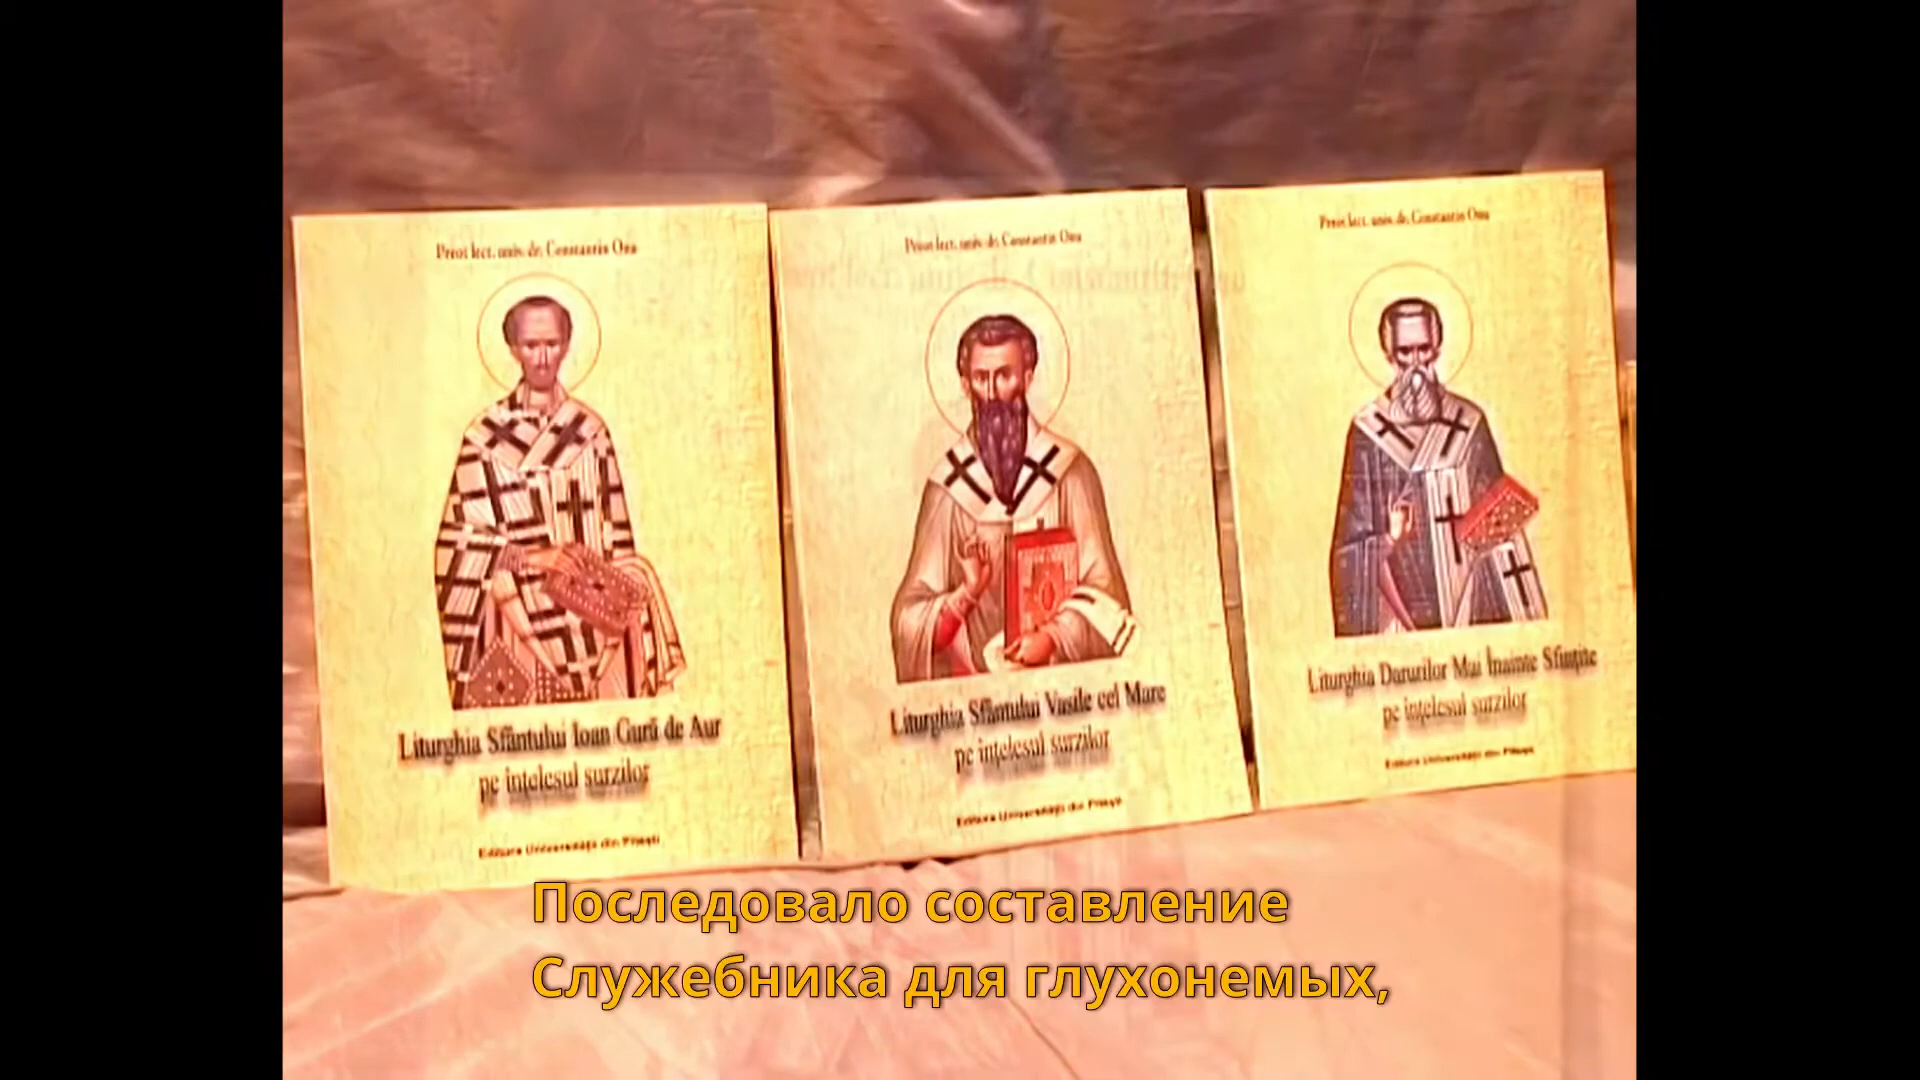 Preot lect. univ. dr. Constantin Onu
Liturghia Sfântului Ioan Gură de Aur
pe înțelesul surzilor
Editura Universității din Pitești
Preot lect. univ. dr. Constantin Onu
Liturghia Sfântului Vasile cel Mare
pe înțelesul surzilor
Editura Universității din Pitești
Preot lect. univ. dr. Constantin Onu
Liturghia Darurilor Mai Înainte Sfințite
pe înțelesul surzilor
Editura Universității din Pitești
Последовало составление
Служебника для глухонемых,